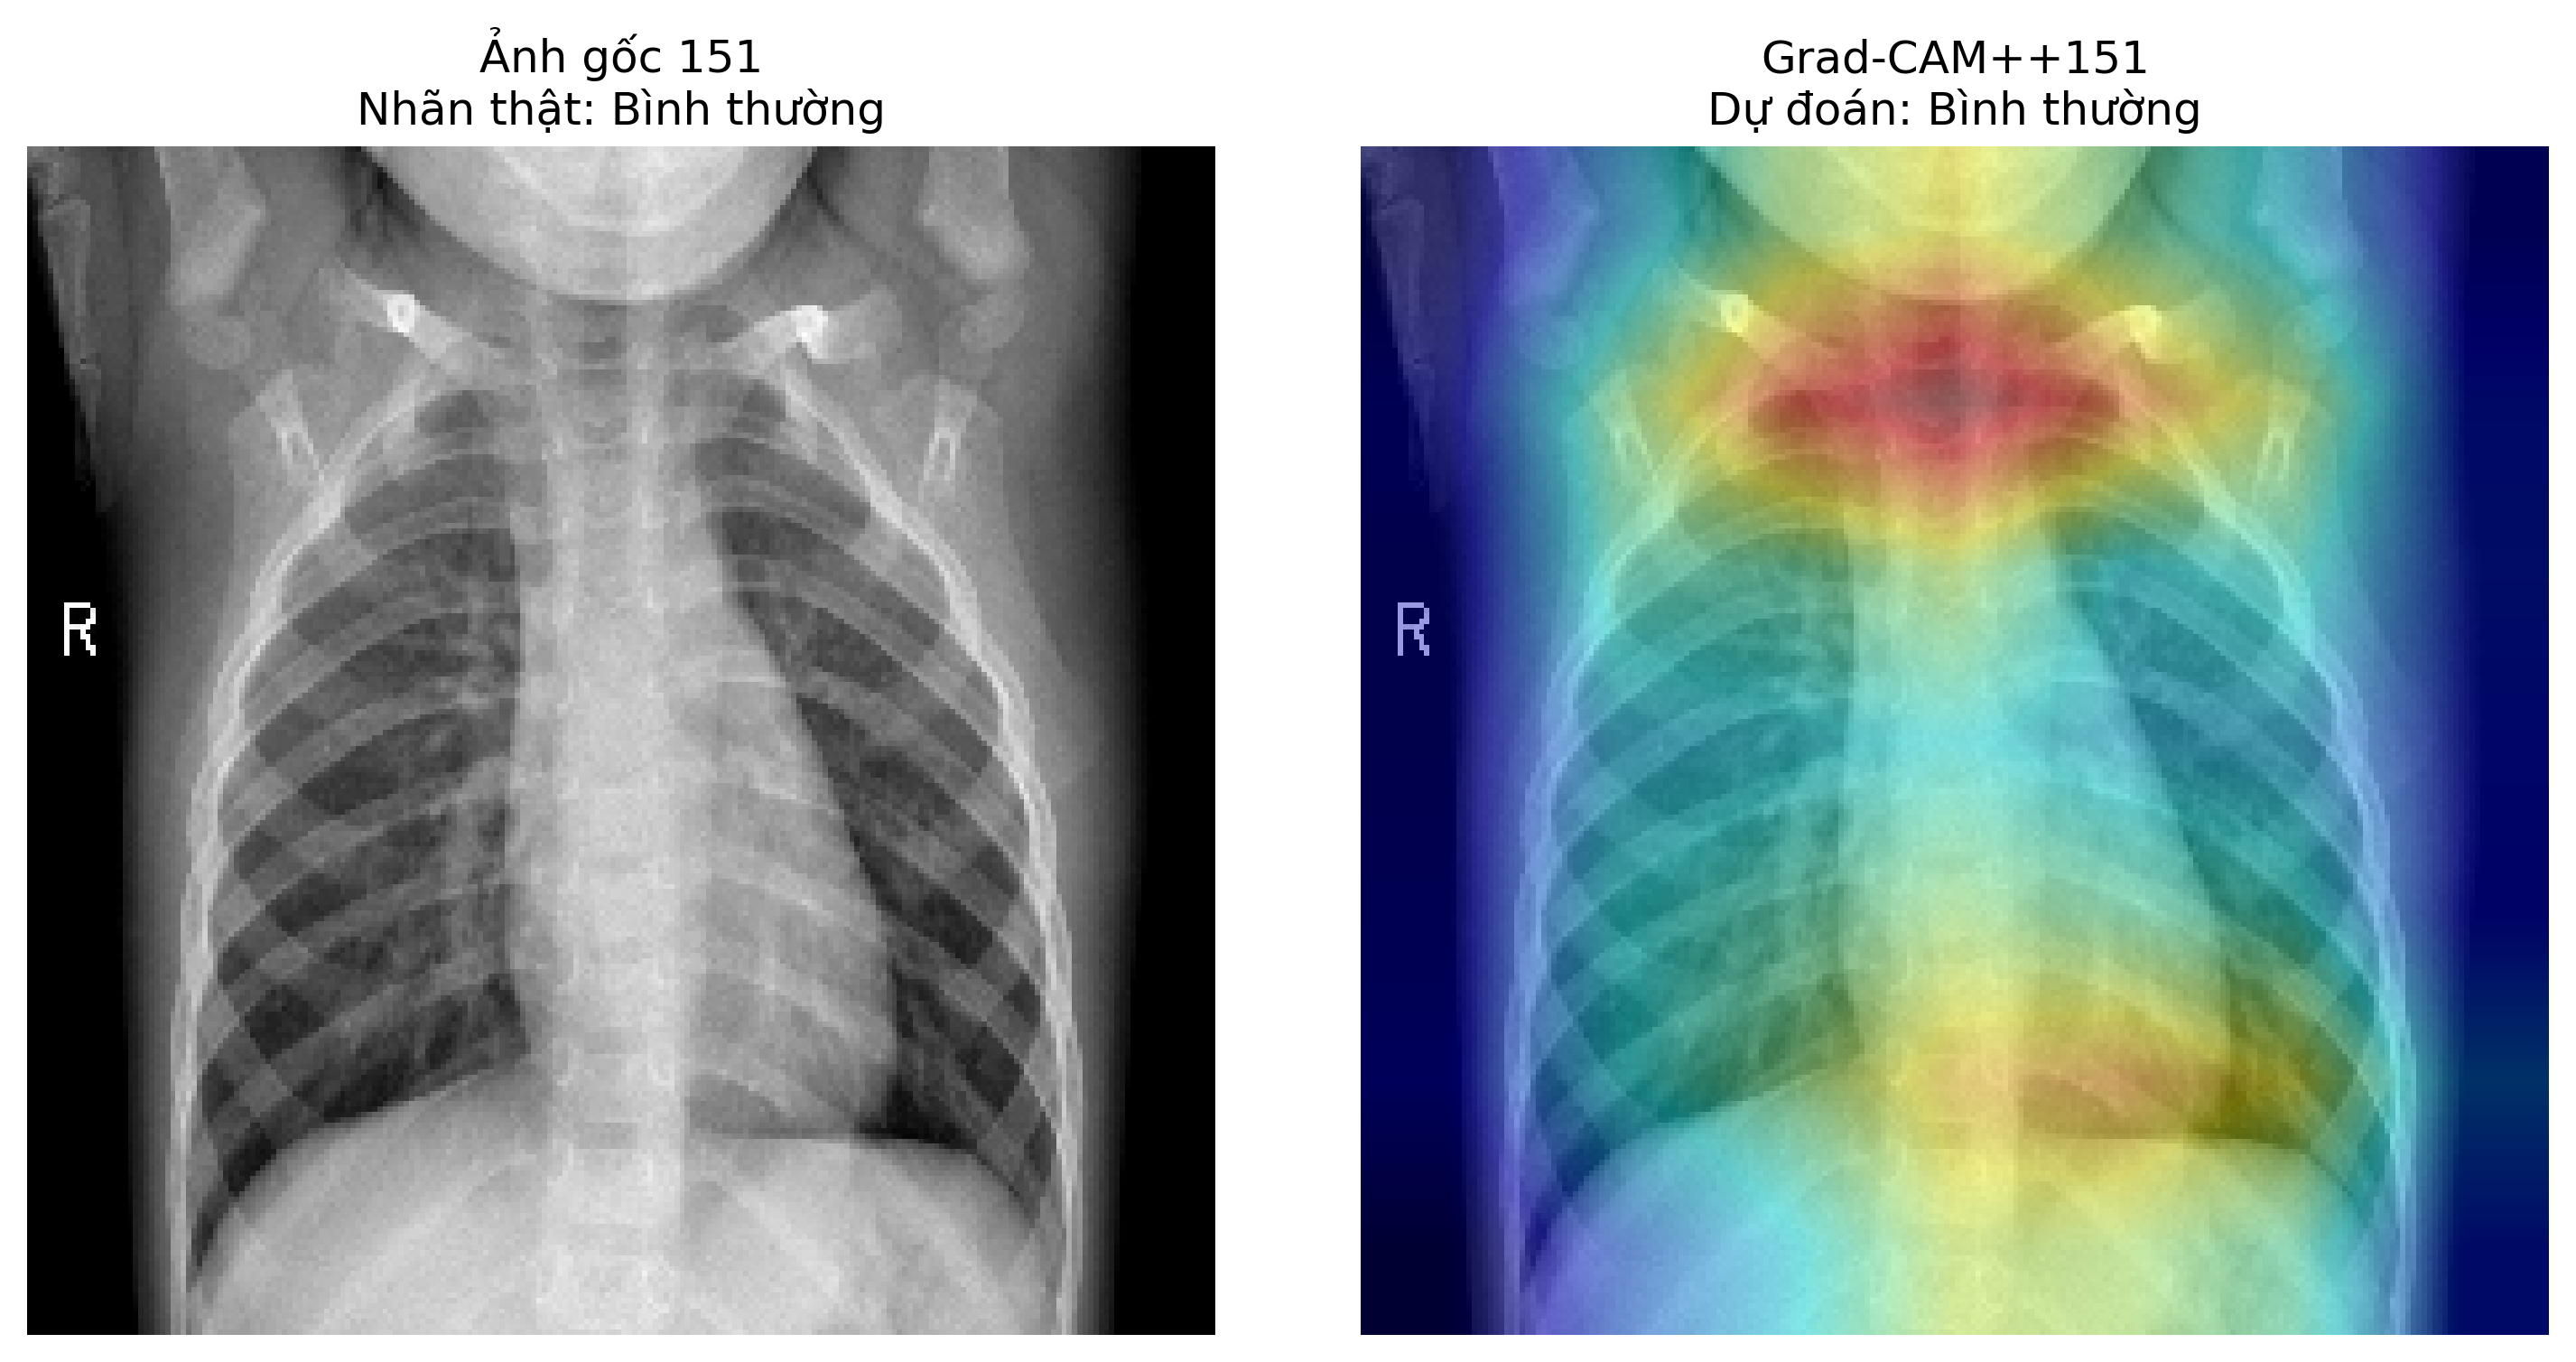 Ảnh gốc 151
Nhãn thật: Bình thường
Grad-CAM++151
Dự đoán: Bình thường
R
R